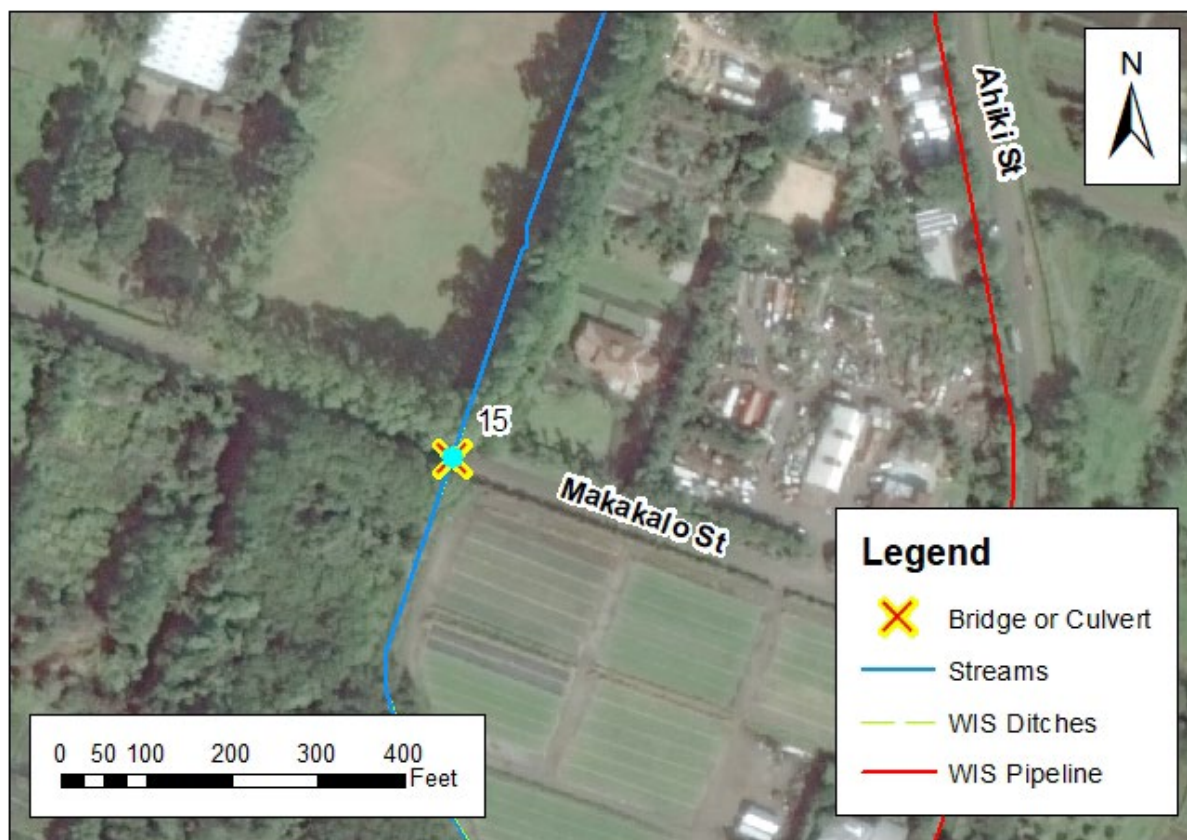 Ahiki St
N
15
Makakalo St
Legend
Bridge or Culvert
Streams
WIS Ditches
WIS Pipeline
0 50 100 200 300 400
Feet